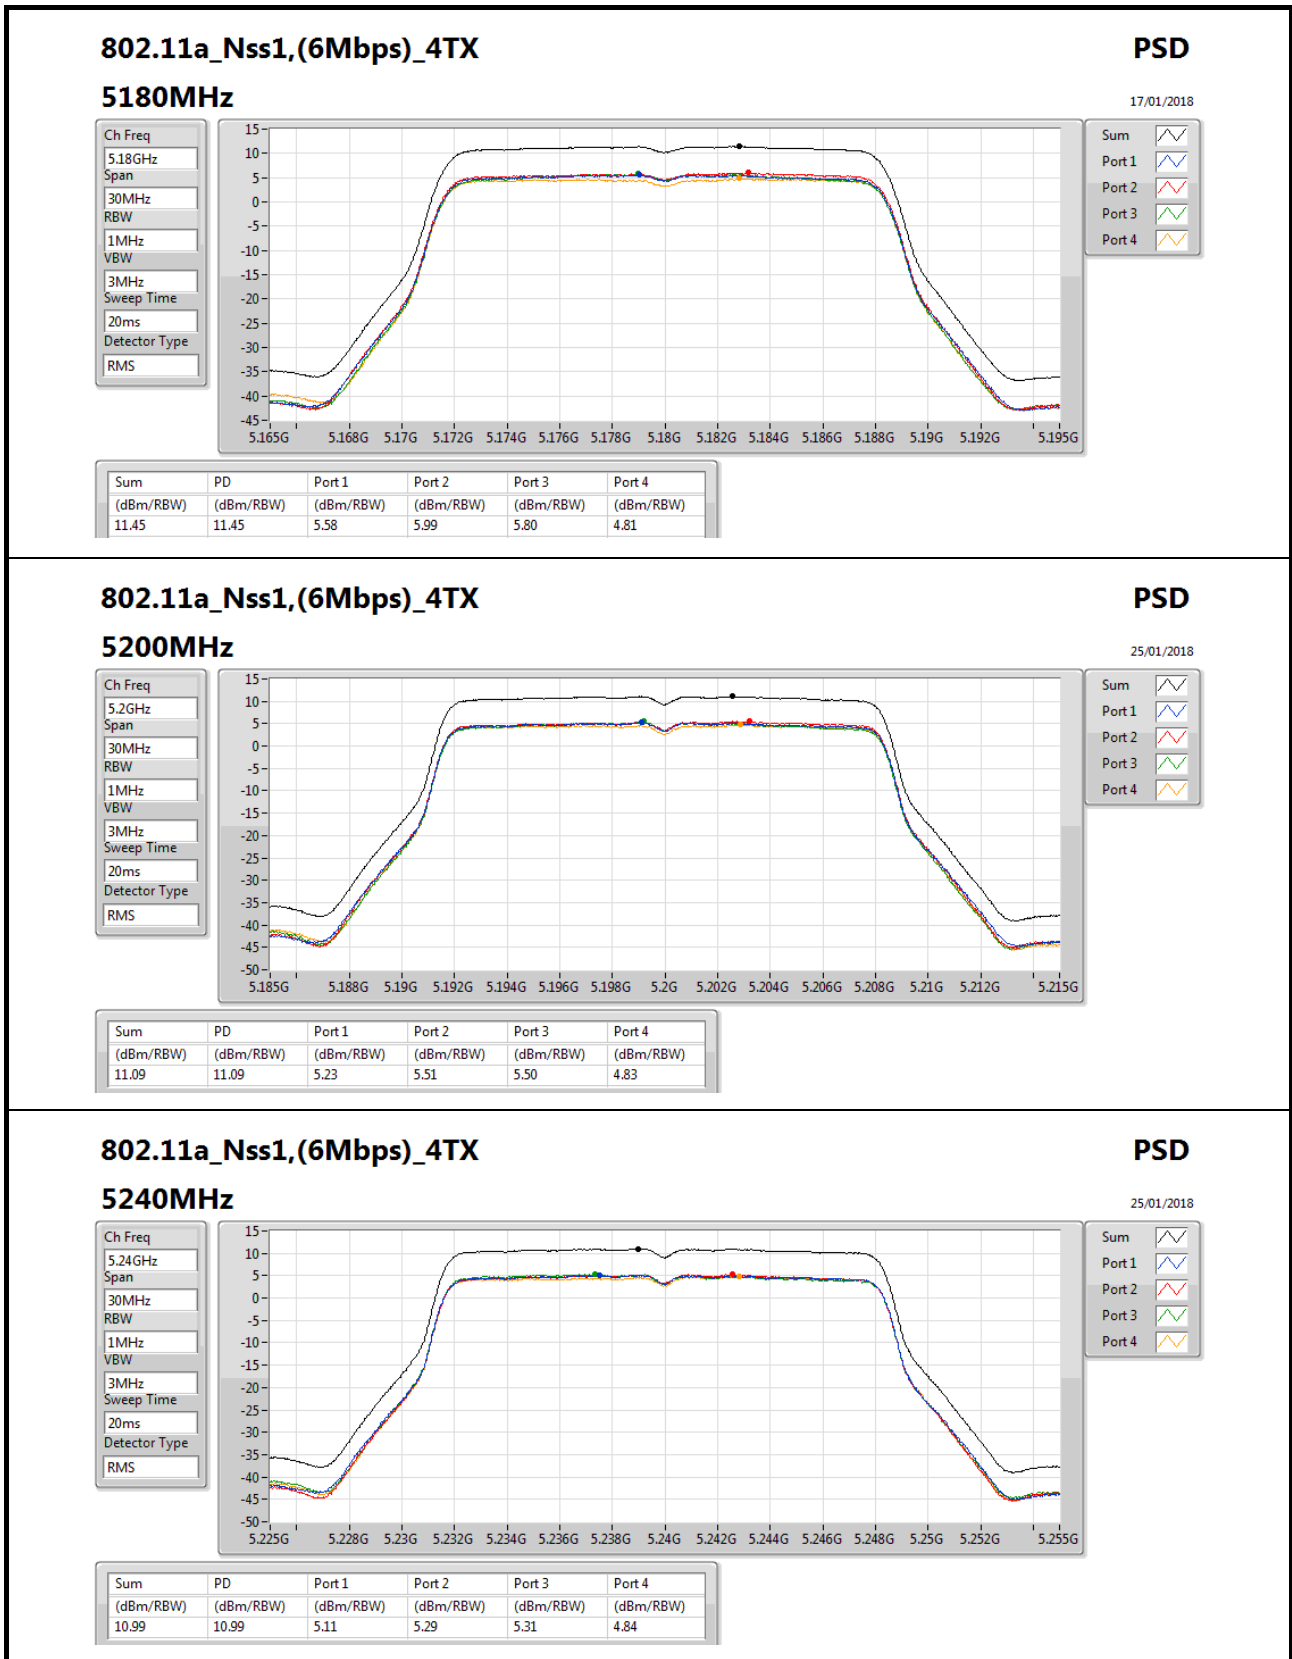 802.11a_Nss1,(6Mbps)_4TX PSD
5180MHz 17/01/2018
Ch Freq
5.18GHz
Span
30MHz
RBW
1MHz
VBW
3MHz
Sweep Time
20ms
Detector Type
RMS
15
10
5
0
-5
-10
-15
-20
-25
-30
-35
-40
-45
5.165G 5.168G 5.17G 5.172G 5.174G 5.176G 5.178G 5.18G 5.182G 5.184G 5.186G 5.188G 5.19G 5.192G 5.195G
Sum
Port 1
Port 2
Port 3
Port 4
Sum PD Port 1 Port 2 Port 3 Port 4
(dBm/RBW) (dBm/RBW) (dBm/RBW) (dBm/RBW) (dBm/RBW) (dBm/RBW)
11.45 11.45 5.58 5.99 5.80 4.81
802.11a_Nss1,(6Mbps)_4TX PSD
5200MHz 25/01/2018
Ch Freq
5.2GHz
Span
30MHz
RBW
1MHz
VBW
3MHz
Sweep Time
20ms
Detector Type
RMS
15
10
5
0
-5
-10
-15
-20
-25
-30
-35
-40
-45
-50
5.185G 5.188G 5.19G 5.192G 5.194G 5.196G 5.198G 5.2G 5.202G 5.204G 5.206G 5.208G 5.21G 5.212G 5.215G
Sum
Port 1
Port 2
Port 3
Port 4
Sum PD Port 1 Port 2 Port 3 Port 4
(dBm/RBW) (dBm/RBW) (dBm/RBW) (dBm/RBW) (dBm/RBW) (dBm/RBW)
11.09 11.09 5.23 5.51 5.50 4.83
802.11a_Nss1,(6Mbps)_4TX PSD
5240MHz 25/01/2018
Ch Freq
5.24GHz
Span
30MHz
RBW
1MHz
VBW
3MHz
Sweep Time
20ms
Detector Type
RMS
15
10
5
0
-5
-10
-15
-20
-25
-30
-35
-40
-45
-50
5.225G 5.228G 5.23G 5.232G 5.234G 5.236G 5.238G 5.24G 5.242G 5.244G 5.246G 5.248G 5.25G 5.252G 5.255G
Sum
Port 1
Port 2
Port 3
Port 4
Sum PD Port 1 Port 2 Port 3 Port 4
(dBm/RBW) (dBm/RBW) (dBm/RBW) (dBm/RBW) (dBm/RBW) (dBm/RBW)
10.99 10.99 5.11 5.29 5.31 4.84